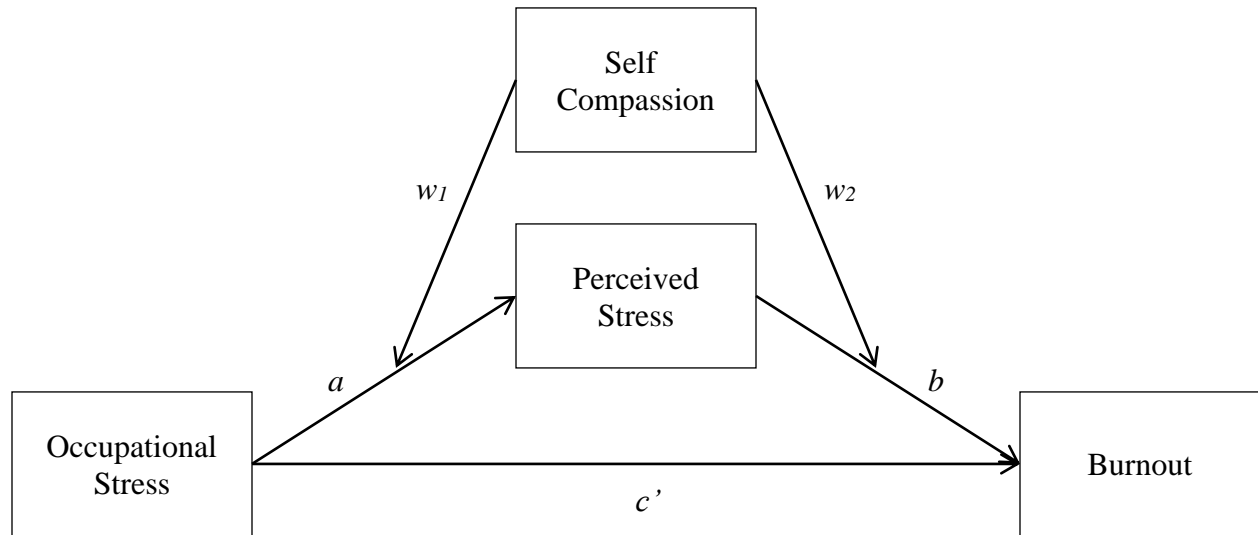 Self
Compassion
w1
w2
Perceived
Stress
a
b
Occupational
Stress
Burnout
c’